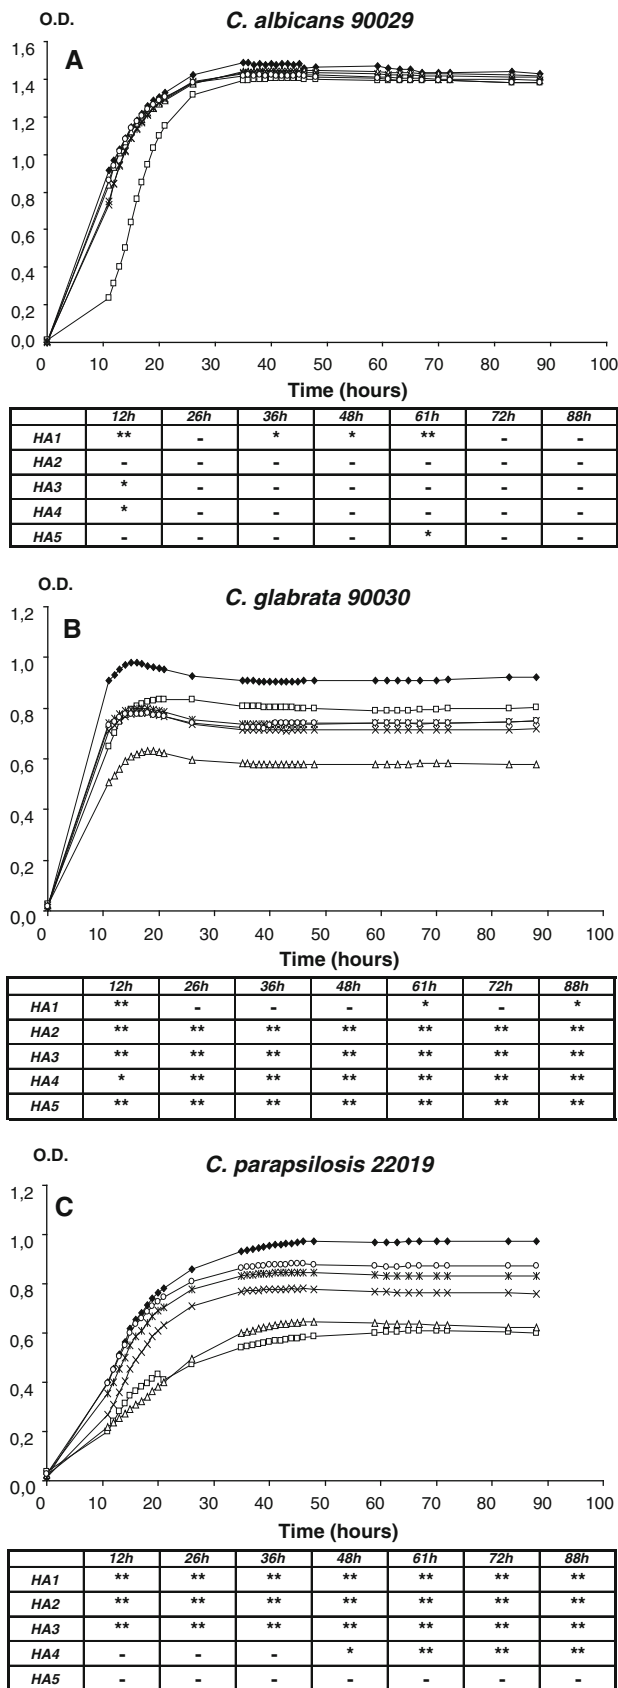 O.D.
C. albicans 90029
A
1,6
1,4
1,2
1,0
0,8
0,6
0,4
0,2
0,0
0 10 20 30 40 50 60 70 80 90 100
Time (hours)
12h 26h 36h 48h 61h 72h 88h
HA1 ** - * * ** - -
HA2 - - - - - - -
HA3 * - - - - - -
HA4 * - - - - - -
HA5 - - - - * - -
O.D.
C. glabrata 90030
B
1,2
1,0
0,8
0,6
0,4
0,2
0,0
0 10 20 30 40 50 60 70 80 90 100
Time (hours)
12h 26h 36h 48h 61h 72h 88h
HA1 ** - - - * - *
HA2 ** ** ** ** ** ** **
HA3 ** ** ** ** ** ** **
HA4 * ** ** ** ** ** **
HA5 ** ** ** ** ** ** **
O.D.
C. parapsilosis 22019
C
1,2
1,0
0,8
0,6
0,4
0,2
0,0
0 10 20 30 40 50 60 70 80 90 100
Time (hours)
12h 26h 36h 48h 61h 72h 88h
HA1 ** ** ** ** ** ** **
HA2 ** ** ** ** ** ** **
HA3 ** ** ** ** ** ** **
HA4 - - - * ** ** **
HA5 - - - - - - -